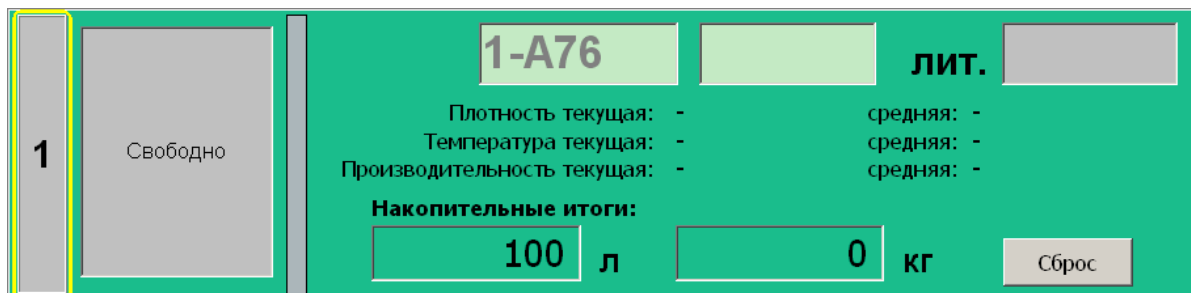 1
Свободно
1-А76
лит.
Плотность текущая: - средняя: -
Температура текущая: - средняя: -
Производительность текущая: - средняя: -
Накопительные итоги:
100 л 0 кг
Сброс